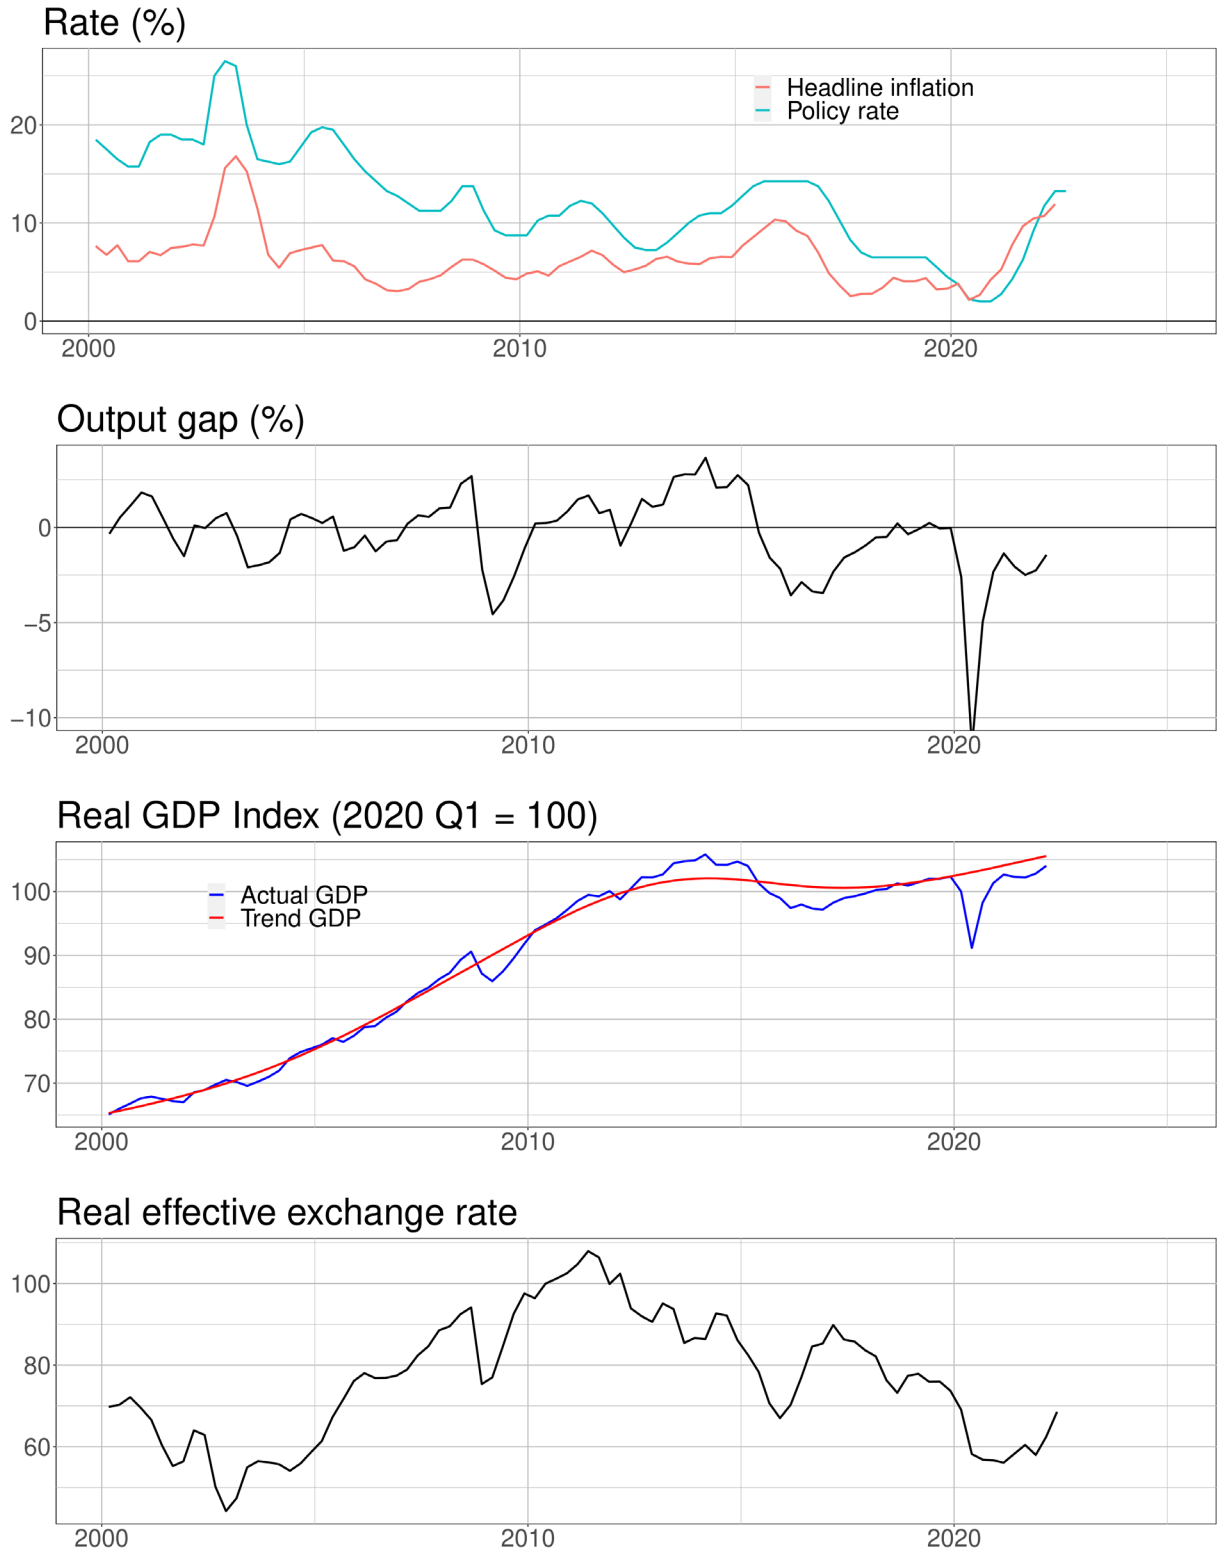 Rate (%)
Headline inflation
Policy rate
20
10
0
2000 2010 2020
Output gap (%)
0
−5
−10
2000 2010 2020
Real GDP Index (2020 Q1 = 100)
Actual GDP
Trend GDP
100
90
80
70
2000 2010 2020
Real effective exchange rate
100
80
60
2000 2010 2020